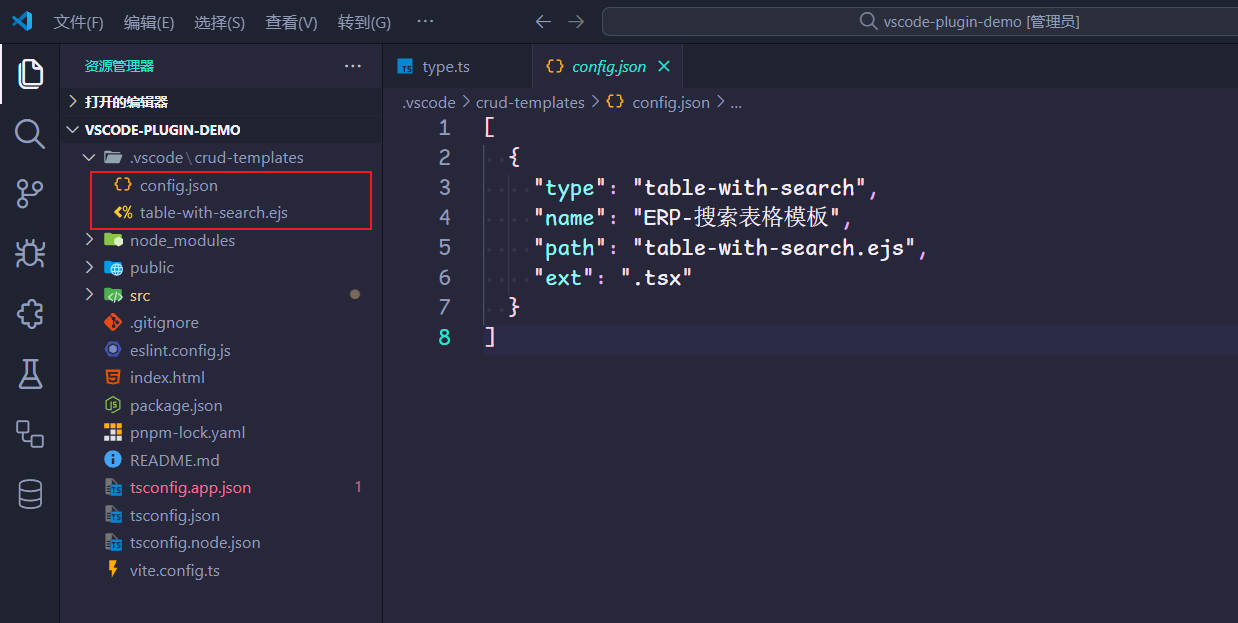 文件(F) 编辑(E) 选择(S) 查看(V) 转到(G) ··· vscode-plugin-demo [管理员]
资源管理器 ···
打开的编辑器
VSCODE-PLUGIN-DEMO
.vscode\crud-templates
config.json
table-with-search.ejs
node_modules
public
src
.gitignore
eslint.config.js
index.html
package.json
pnpm-lock.yaml
README.md
tsconfig.app.json 1
tsconfig.json
tsconfig.node.json
vite.config.ts
type.ts config.json
.vscode > crud-templates > {} config.json > ...
1 [
2 {
3 "type": "table-with-search",
4 "name": "ERP-搜索表格模板",
5 "path": "table-with-search.ejs",
6 "ext": ".tsx"
7 }
8 ]